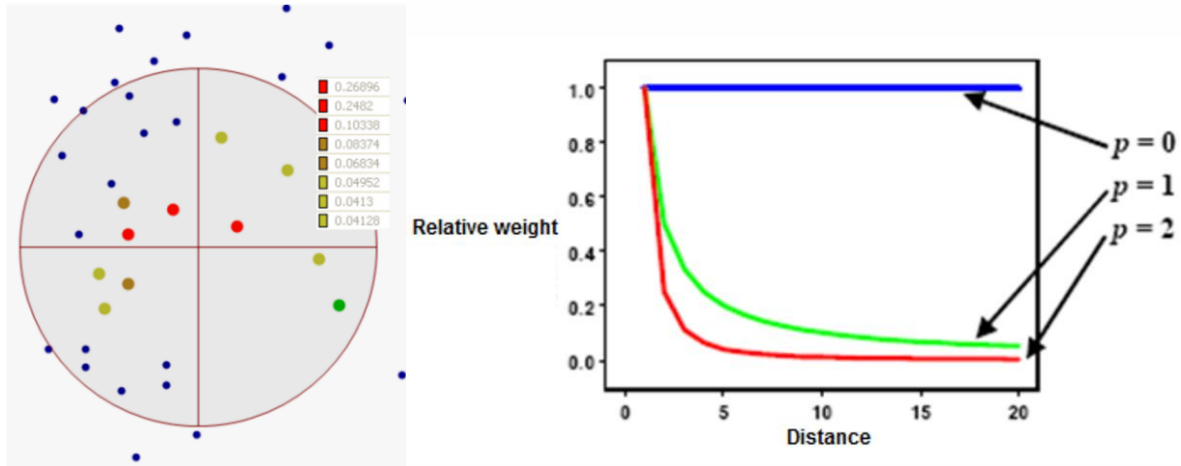 0.26896
0.2482
0.10338
0.08374
0.06834
0.04952
0.0413
0.04128
Relative weight
1.0
0.8
0.6
0.4
0.2
0.0
0 5 10 15 20
Distance
p = 0
p = 1
p = 2